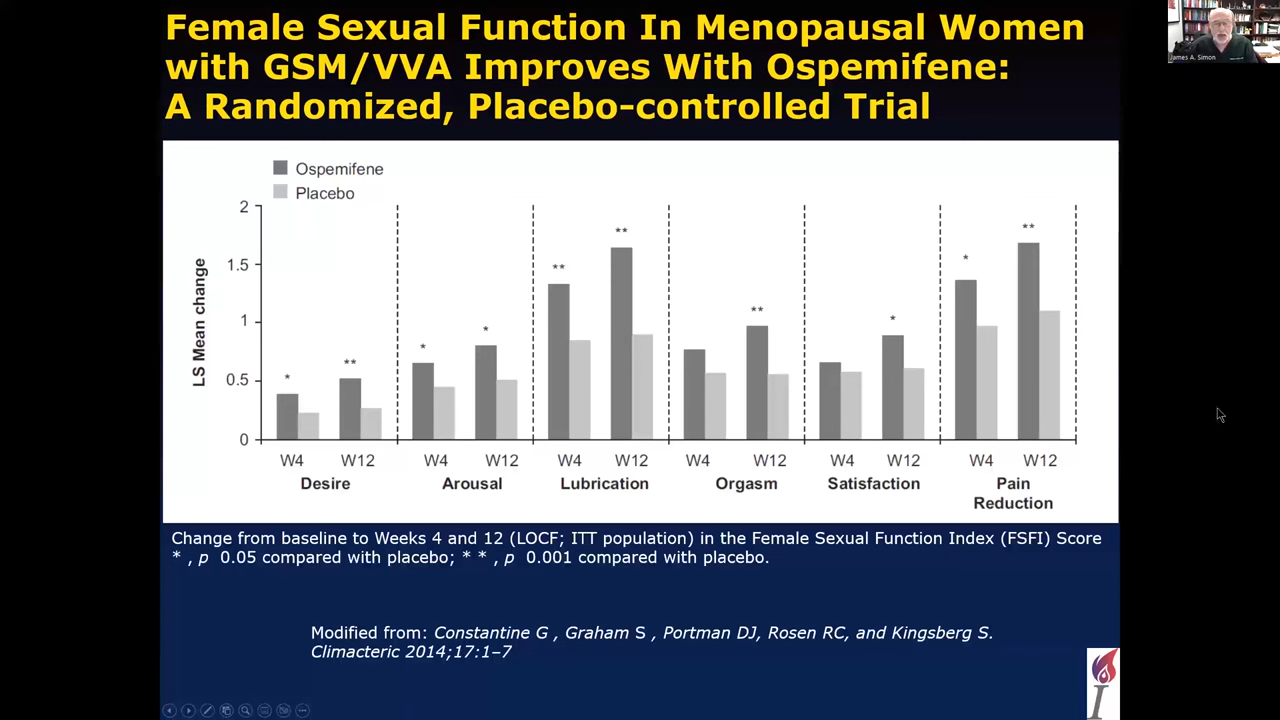 Female Sexual Function In Menopausal Women
with GSM/VVA Improves With Ospemifene:
A Randomized, Placebo-controlled Trial
James A. Simon
Ospemifene
Placebo
LS Mean change
2
1.5
1
0.5
0
* ** * * ** ** ** * * **
W4 W12 W4 W12 W4 W12 W4 W12 W4 W12 W4 W12
Desire Arousal Lubrication Orgasm Satisfaction Pain
Reduction
Change from baseline to Weeks 4 and 12 (LOCF; ITT population) in the Female Sexual Function Index (FSFI) Score
* , p 0.05 compared with placebo; * * , p 0.001 compared with placebo.
Modified from: Constantine G , Graham S , Portman DJ, Rosen RC, and Kingsberg S.
Climacteric 2014;17:1–7
I